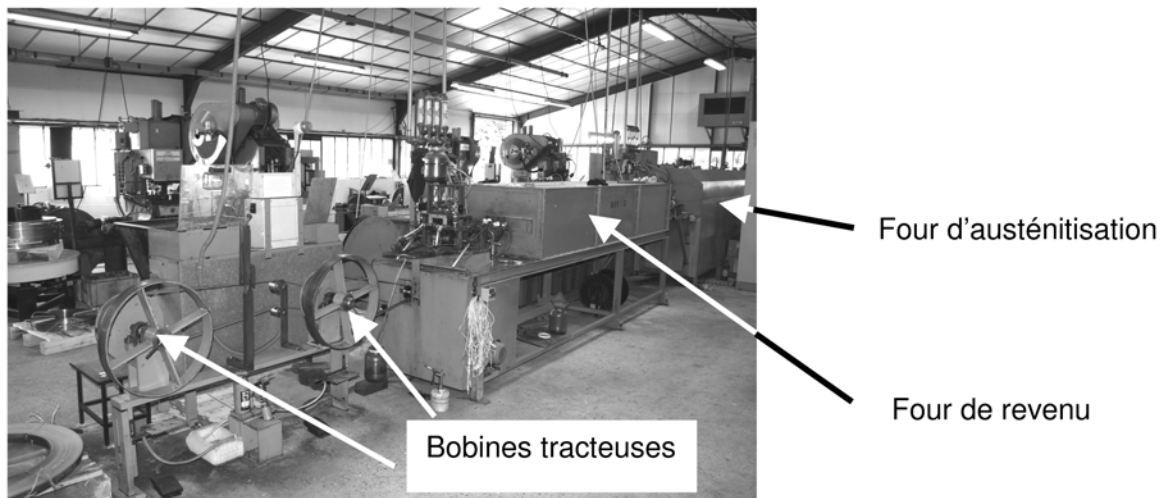 Four d'austénitisation
Four de revenu
Bobines tracteuses